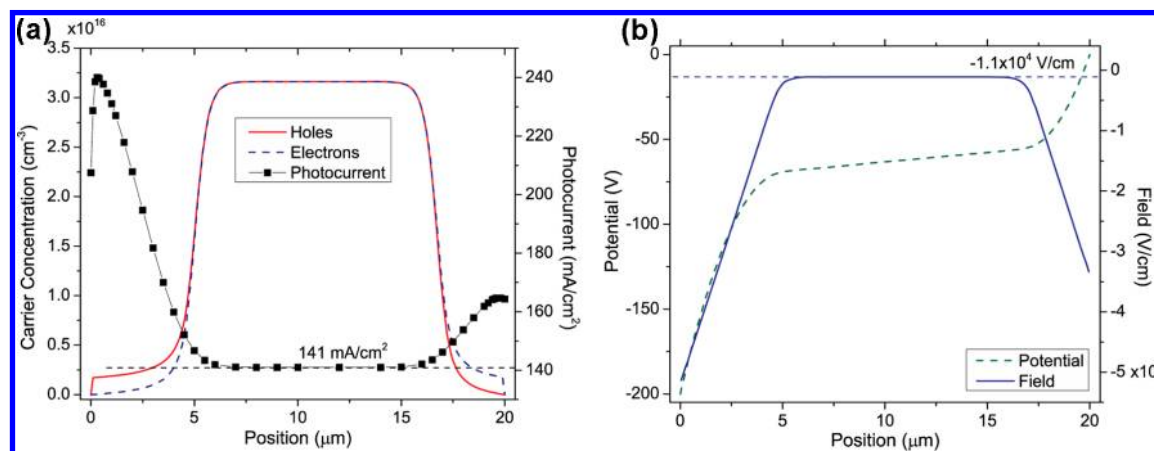 (a)
x10^16
3.5
3.0
2.5
2.0
1.5
1.0
0.5
0.0
Carrier Concentration (cm^-3)
Holes
Electrons
Photocurrent
141 mA/cm^2
240
220
200
180
160
140
Photocurrent (mA/cm^2)
0
5
10
15
20
Position (μm)
(b)
0
-50
-100
-150
-200
Potential (V)
-1.1x10^4 V/cm
Potential
Field
0
-1
-2
-3
-4
-5 x10
Field (V/cm)
0
5
10
15
20
Position (μm)